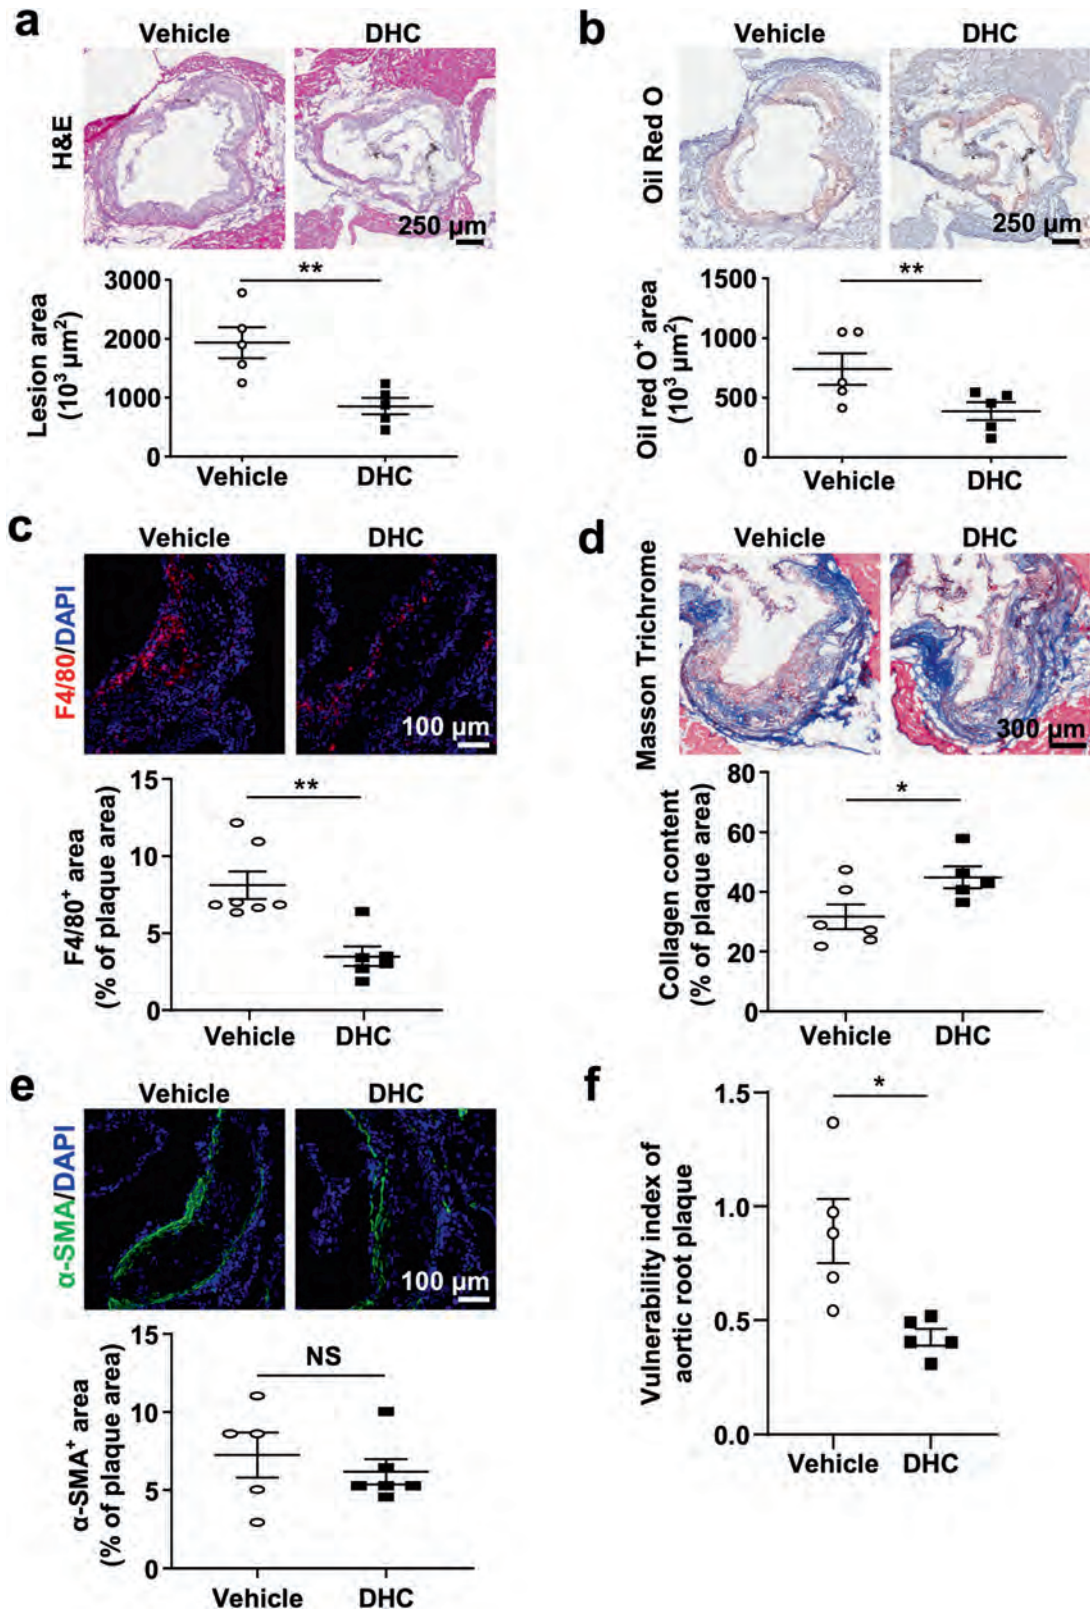 a
Vehicle DHC
H&E
250 μm
**
Lesion area
(10³ μm²)
3000
2000
1000
0
Vehicle DHC
b
Vehicle DHC
Oil Red O
250 μm
**
Oil red O⁺ area
(10³ μm²)
1500
1000
500
0
Vehicle DHC
c
Vehicle DHC
F4/80/DAPI
100 μm
**
F4/80⁺ area
(% of plaque area)
15
10
5
0
Vehicle DHC
d
Vehicle DHC
Masson Trichrome
300 μm
*
Collagen content
(% of plaque area)
80
60
40
20
0
Vehicle DHC
e
Vehicle DHC
α-SMA/DAPI
100 μm
NS
α-SMA⁺ area
(% of plaque area)
15
10
5
0
Vehicle DHC
f
*
Vulnerability index of
aortic root plaque
1.5
1.0
0.5
0.0
Vehicle DHC